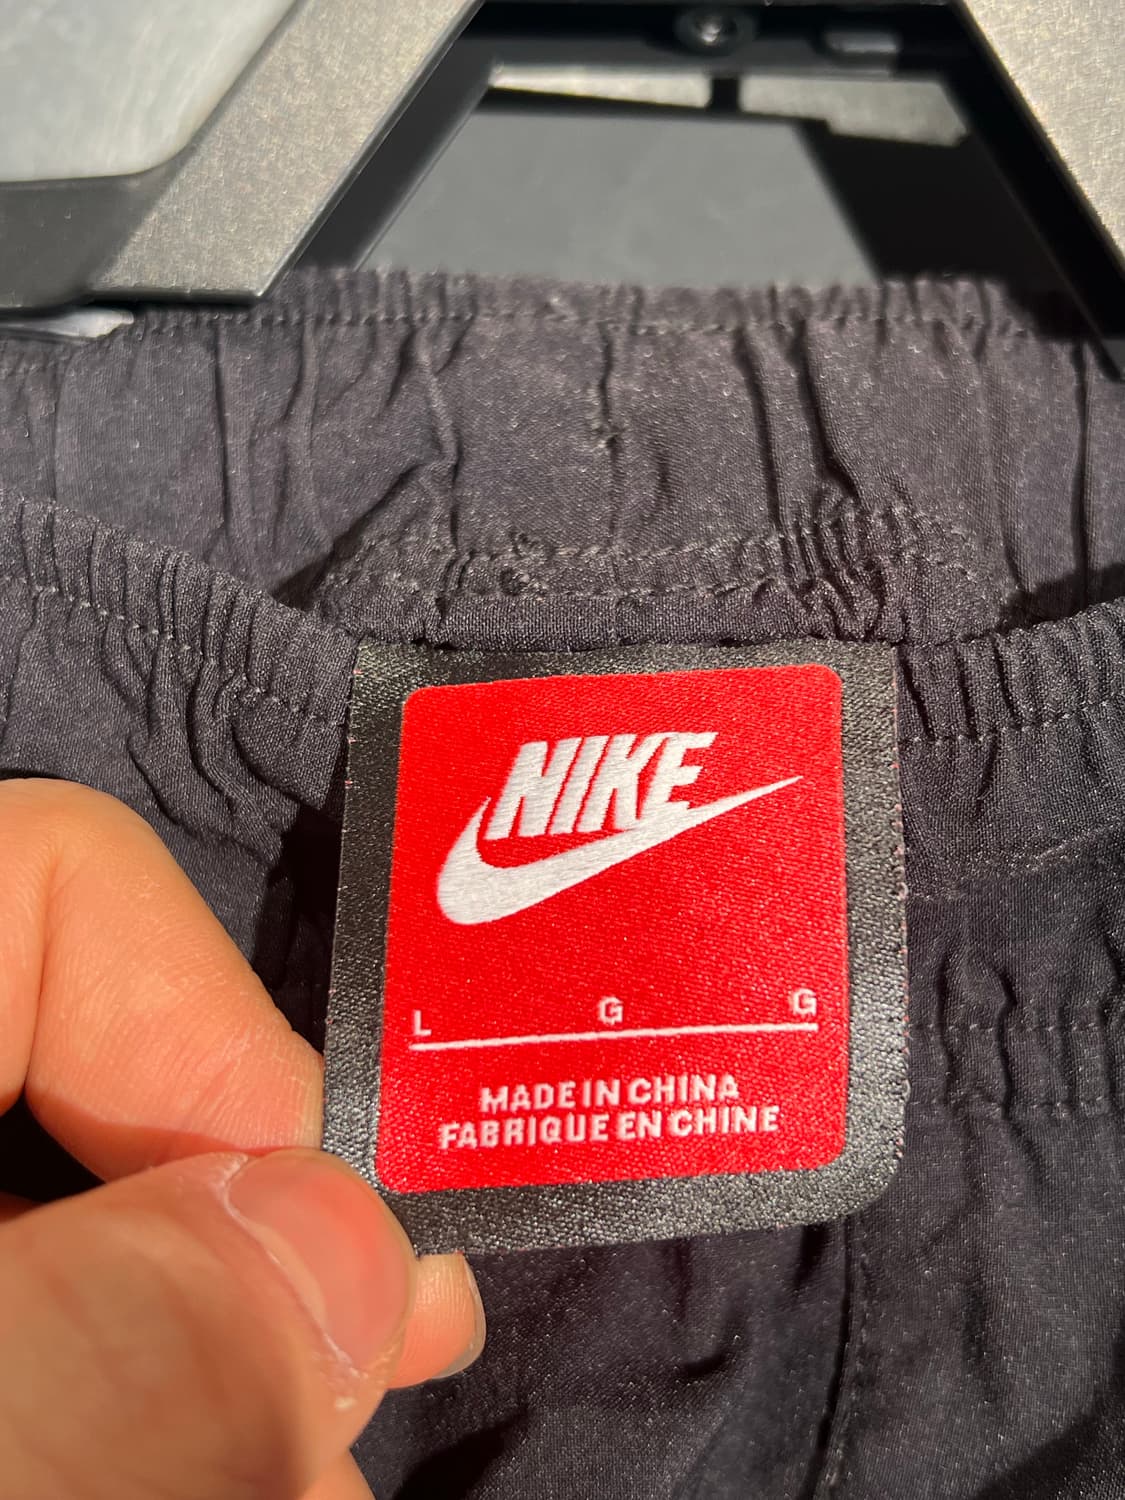 NIKE
L G G
MADE IN CHINA
FABRIQUE EN CHINE